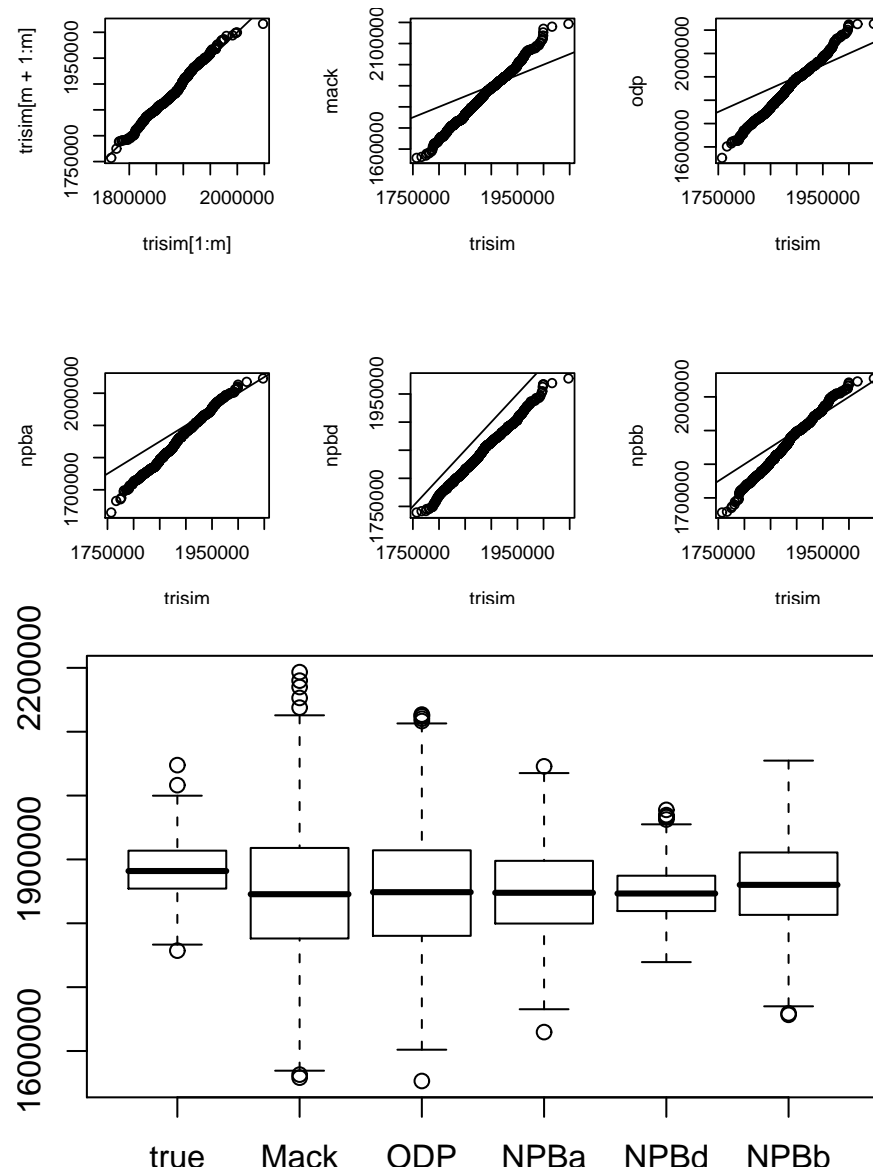 trisim[m + 1:m]
1750000 1950000
1800000 2000000
trisim[1:m]
mack
1600000 2100000
1750000 1950000
trisim
odp
1600000 2000000
1750000 1950000
trisim
npba
1700000 2000000
1750000 1950000
trisim
npbd
1750000 1950000
1750000 1950000
trisim
npbb
1700000 2000000
1750000 1950000
trisim
1600000 1900000 2200000
true Mack ODP NPBa NPBd NPBb